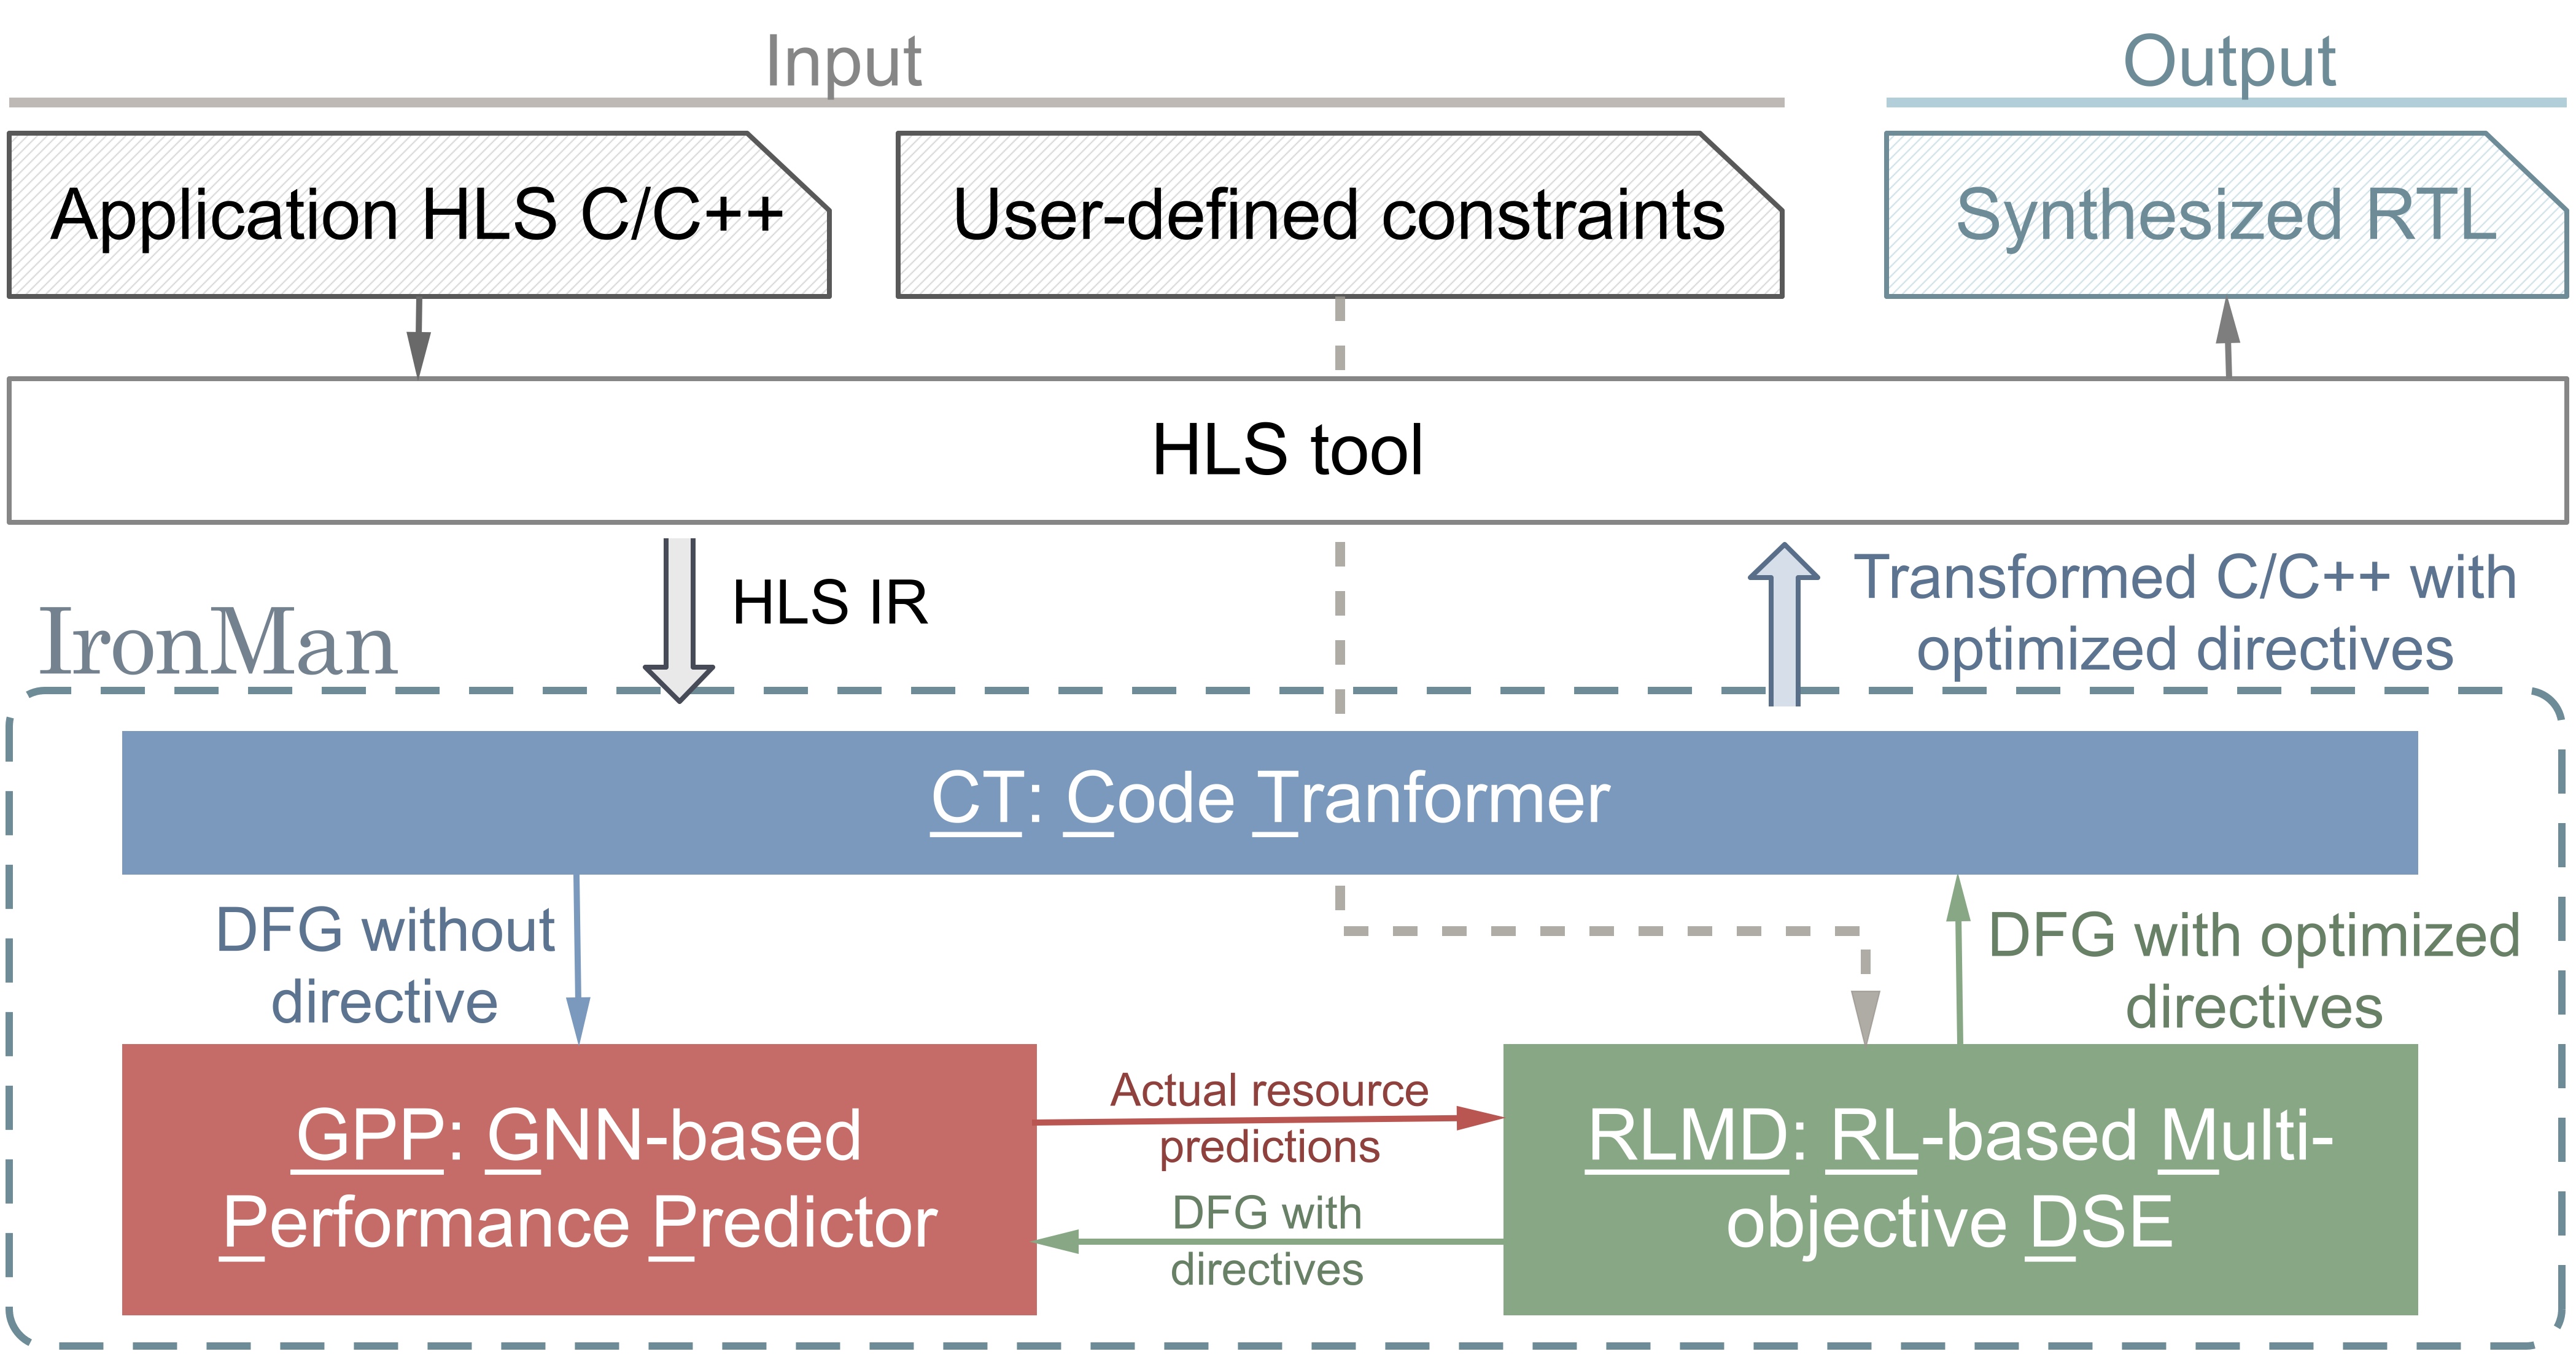 Input
Output
Application HLS C/C++
User-defined constraints
Synthesized RTL
HLS tool
HLS IR
Transformed C/C++ with
optimized directives
IronMan
CT: Code Tranformer
DFG without
directive
DFG with optimized
directives
GPP: GNN-based
Performance Predictor
Actual resource
predictions
DFG with
directives
RLMD: RL-based Multi-
objective DSE